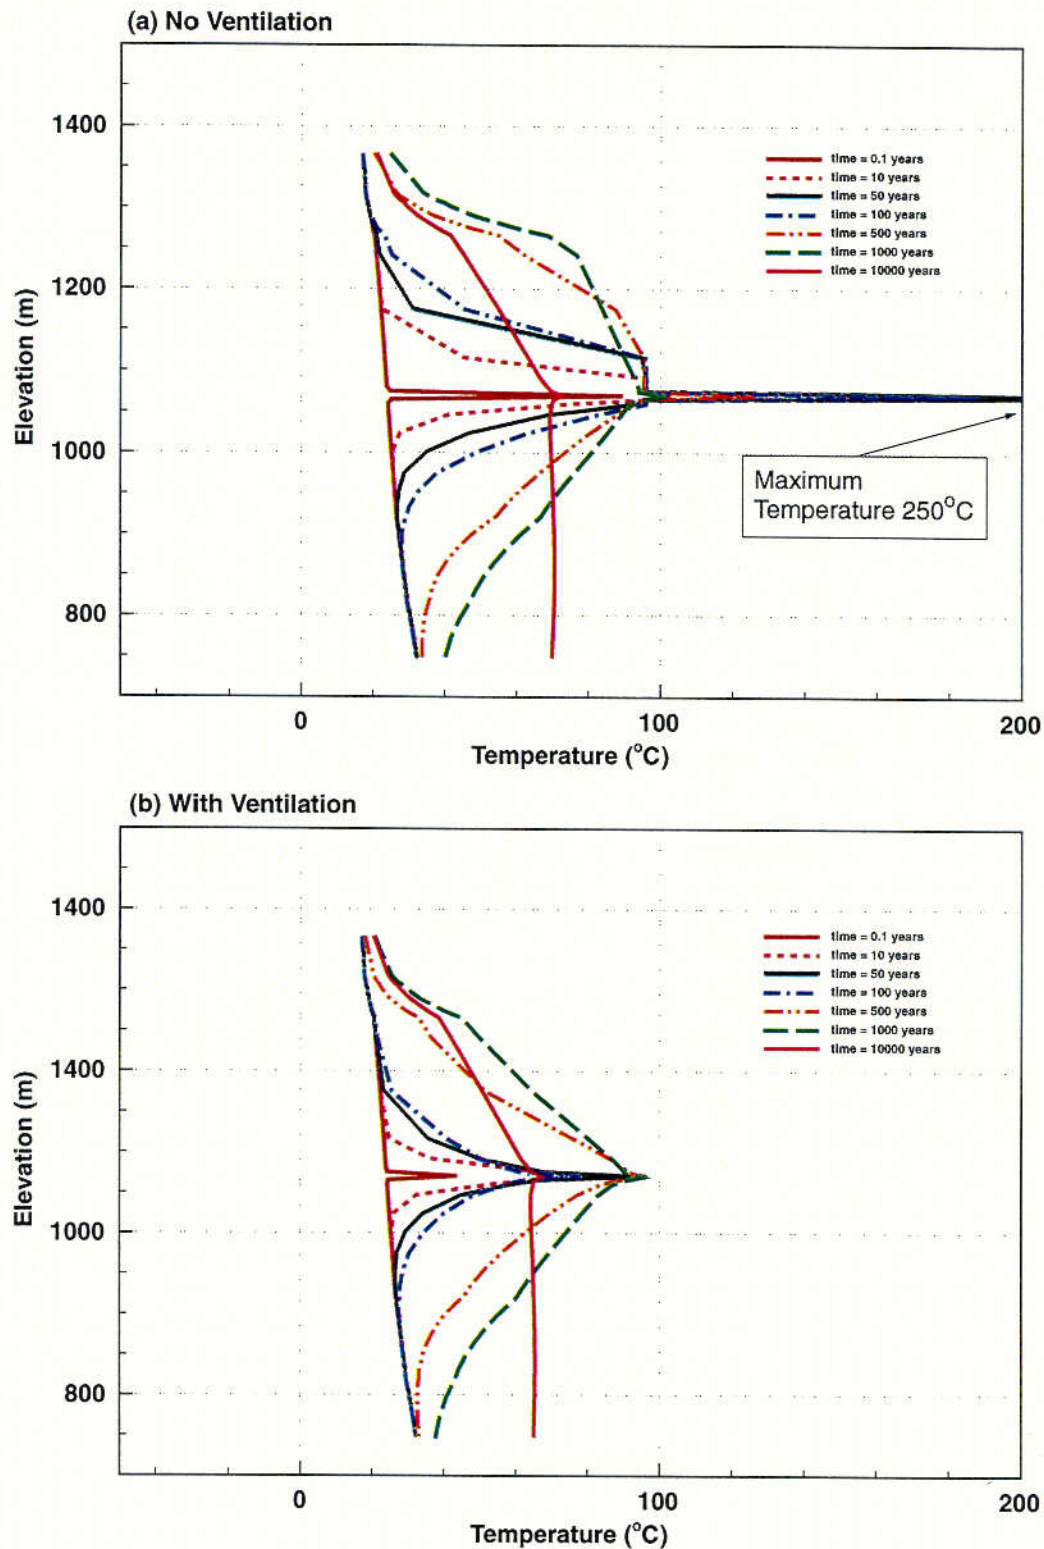 (a) No Ventilation
1400
1200
1000
800
Elevation (m)
time = 0.1 years
time = 10 years
time = 50 years
time = 100 years
time = 500 years
time = 1000 years
time = 10000 years
Maximum
Temperature 250°C
0
100
200
Temperature (°C)
(b) With Ventilation
1400
1400
1000
800
Elevation (m)
time = 0.1 years
time = 10 years
time = 50 years
time = 100 years
time = 500 years
time = 1000 years
time = 10000 years
0
100
200
Temperature (°C)